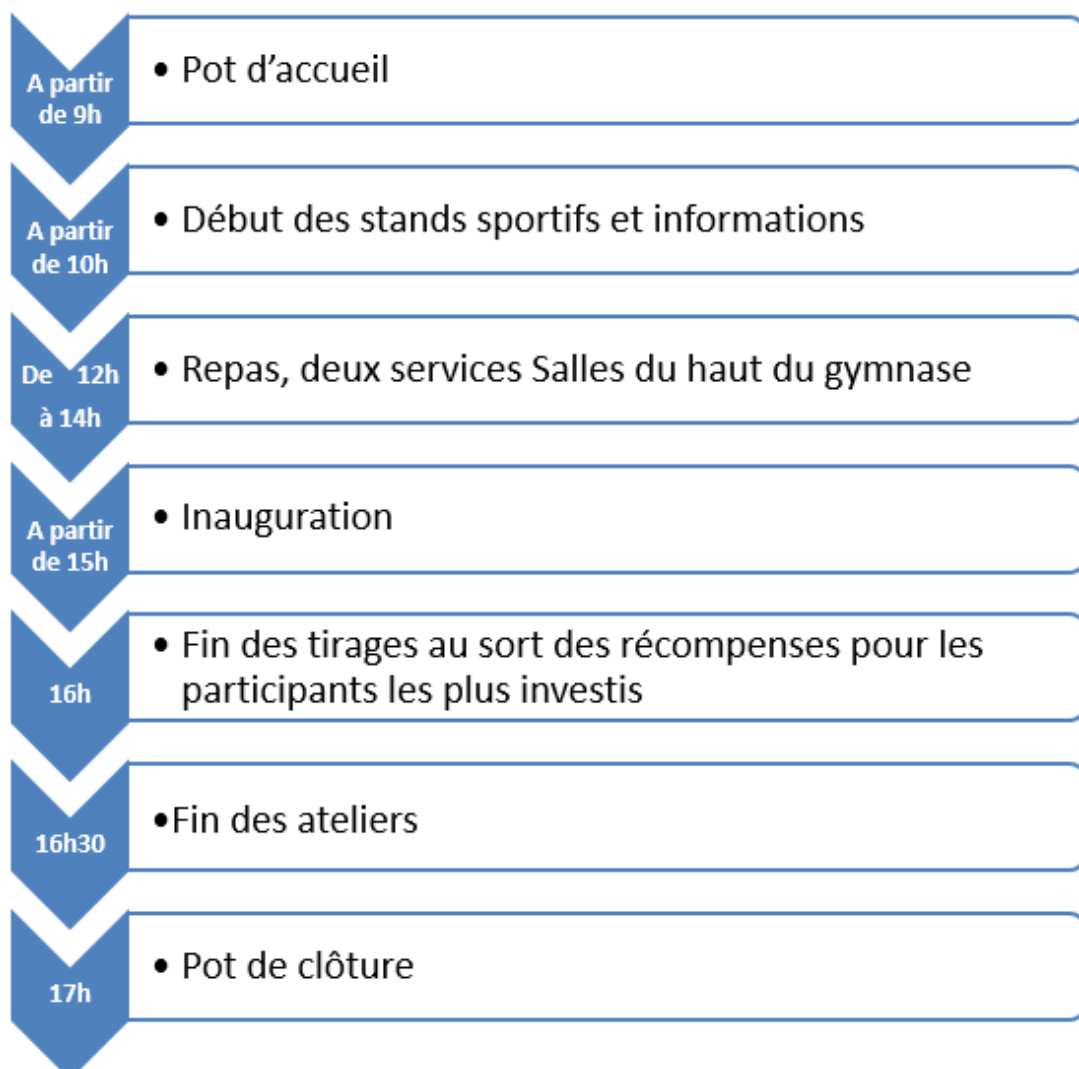 A partir
de 9h
• Pot d'accueil
A partir
de 10h
• Début des stands sportifs et informations
De 12h
à 14h
• Repas, deux services Salles du haut du gymnase
A partir
de 15h
• Inauguration
16h
• Fin des tirages au sort des récompenses pour les
participants les plus investis
16h30
•Fin des ateliers
17h
• Pot de clôture